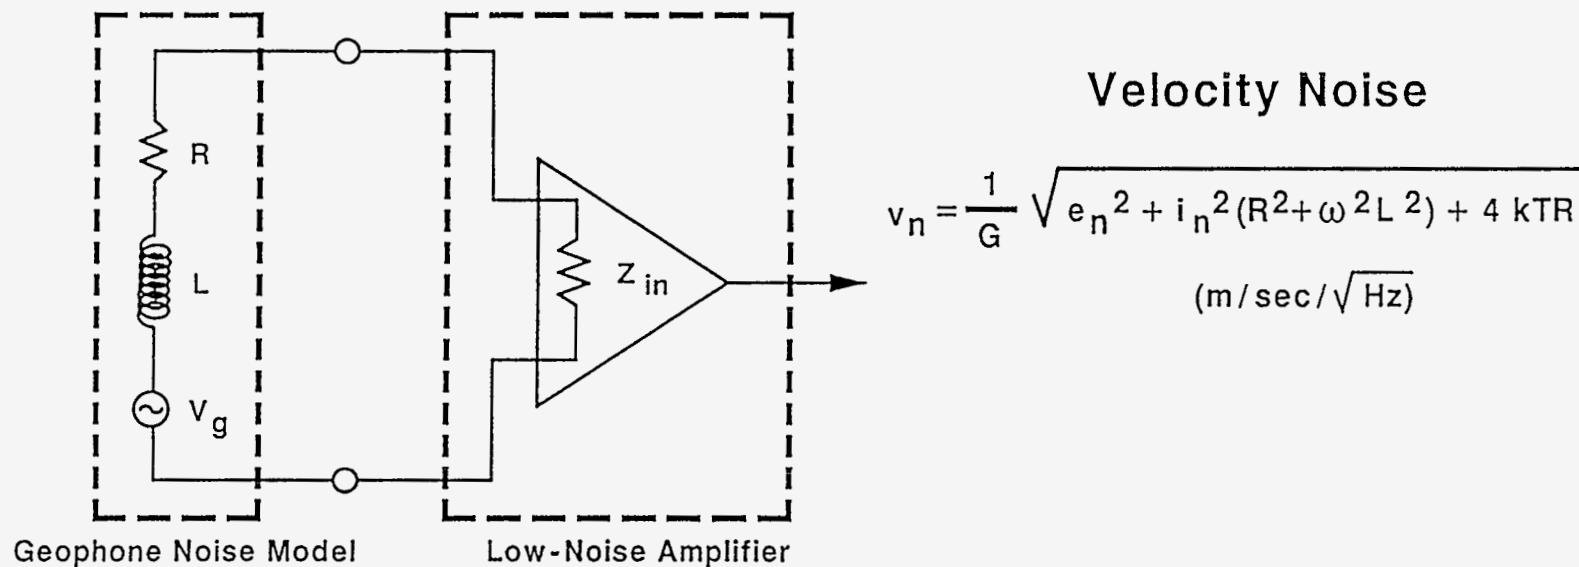 R
L
V_g
Z_in
Geophone Noise Model
Low-Noise Amplifier
Velocity Noise
v_n = 1/G √(e_n² + i_n²(R²+ω²L²) + 4 kTR
(m/sec/√Hz)